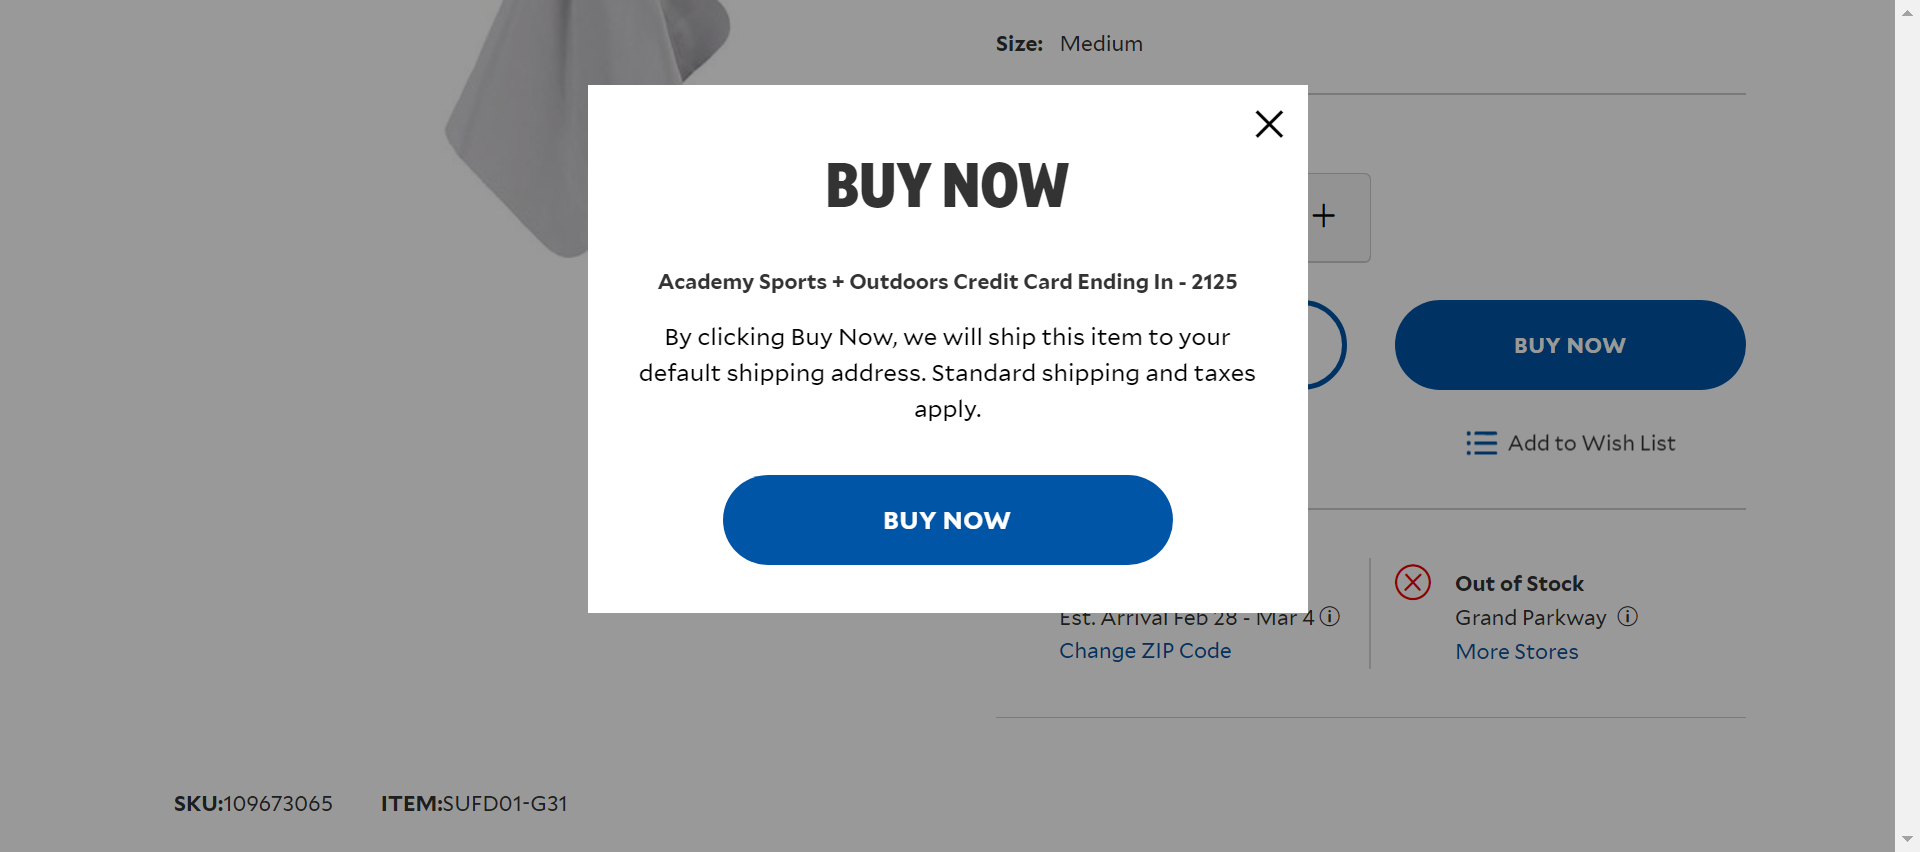 Size: Medium
BUY NOW
Academy Sports + Outdoors Credit Card Ending In - 2125
By clicking Buy Now, we will ship this item to your
default shipping address. Standard shipping and taxes
apply.
BUY NOW
BUY NOW
Add to Wish List
Est. Arrival Feb 28 - Mar 4
Change ZIP Code
Out of Stock
Grand Parkway
More Stores
SKU:109673065 ITEM:SUFD01-G31